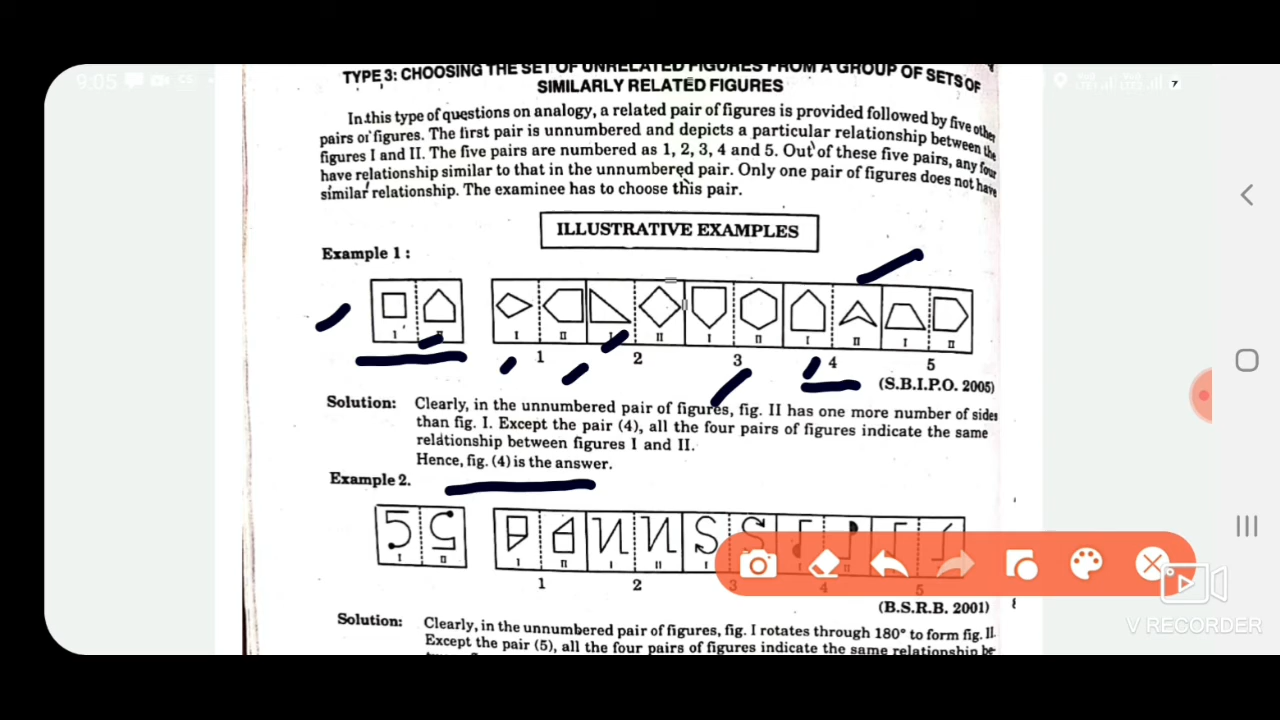 9:05
TYPE 3: CHOOSING THE SET OF UNRELATED FIGURES FROM A GROUP OF SETS OF
SIMILARLY RELATED FIGURES
In this type of questions on analogy, a related pair of figures is provided followed by five other
pairs of figures. The first pair is unnumbered and depicts a particular relationship between the
figures I and II. The five pairs are numbered as 1, 2, 3, 4 and 5. Out of these five pairs, any four
have relationship similar to that in the unnumbered pair. Only one pair of figures does not have
similar relationship. The examinee has to choose this pair.
ILLUSTRATIVE EXAMPLES
Example 1 :
I I II I II I II I II
1 2 3 4 5
(S.B.I.P.O. 2005)
Solution: Clearly, in the unnumbered pair of figures, fig. II has one more number of sides
than fig. I. Except the pair (4), all the four pairs of figures indicate the same
relationship between figures I and II.
Hence, fig. (4) is the answer.
Example 2.
I II I II I II I
1 2 3 4 5
(B.S.R.B. 2001)
Solution: Clearly, in the unnumbered pair of figures, fig. I rotates through 180° to form fig. II.
Except the pair (5), all the four pairs of figures indicate the same relationship be
V RECORDER